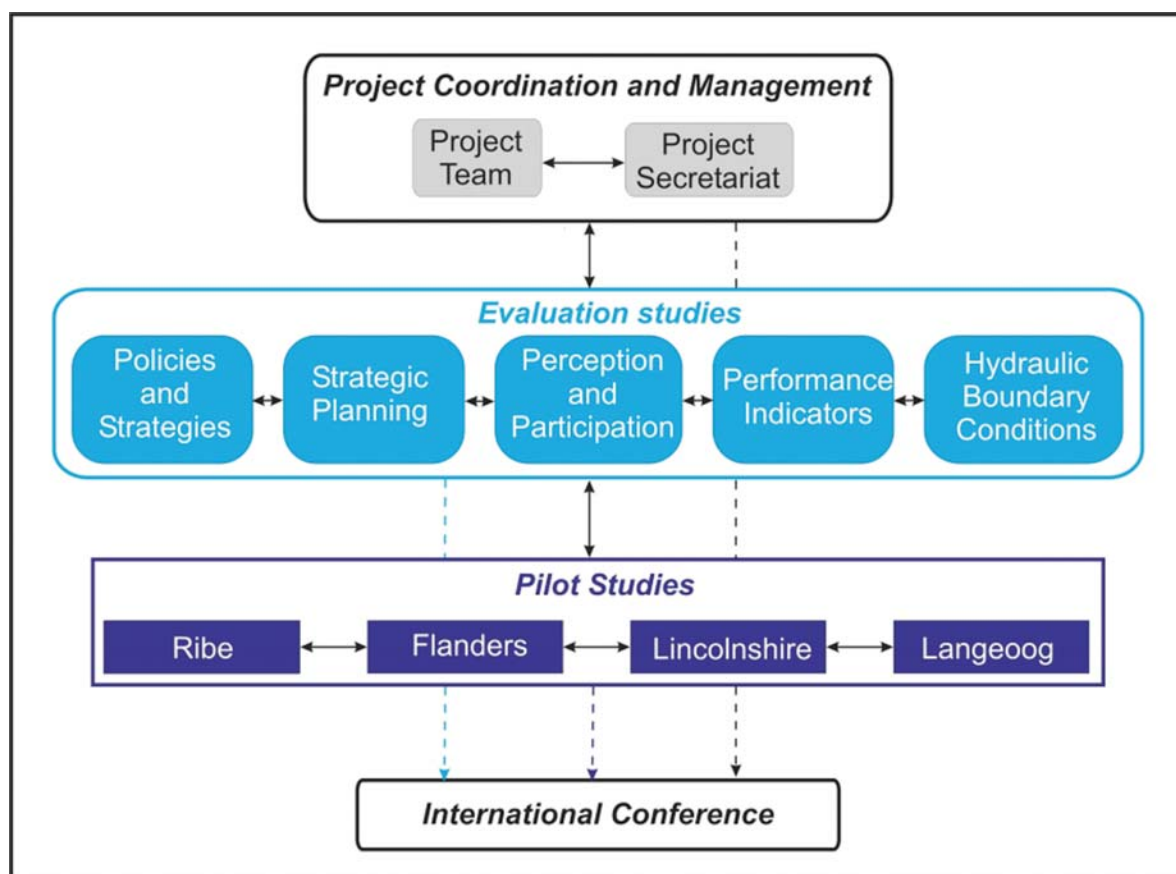 Project Coordination and Management
Project
Team
Project
Secretariat
Evaluation studies
Policies
and
Strategies
Strategic
Planning
Perception
and
Participation
Performance
Indicators
Hydraulic
Boundary
Conditions
Pilot Studies
Ribe
Flanders
Lincolnshire
Langeoog
International Conference